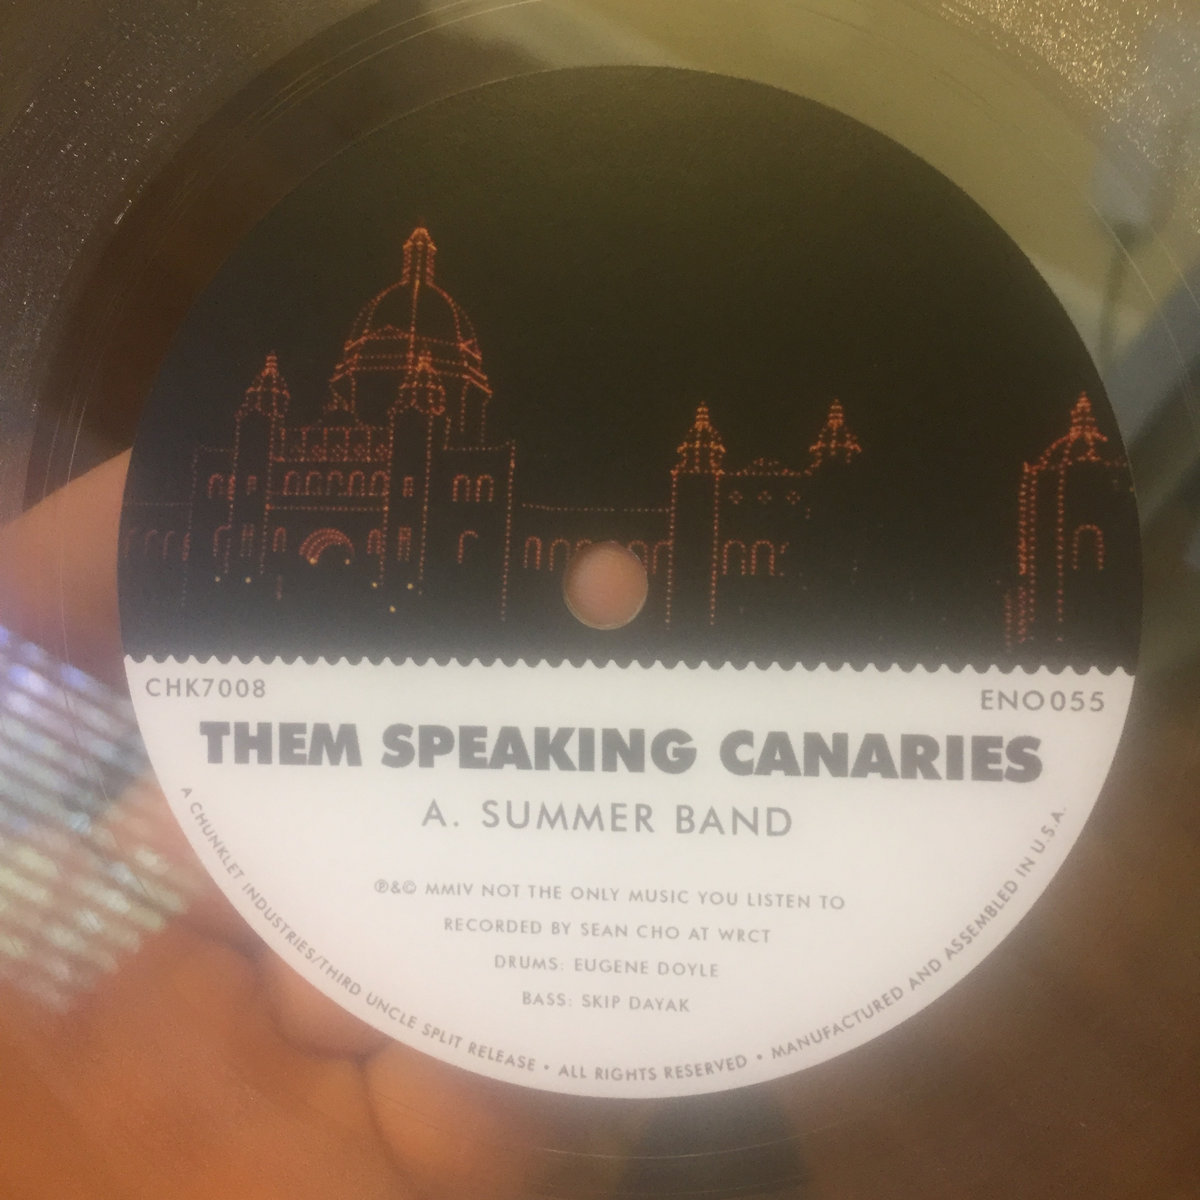 CHK7008
ENO055
THEM SPEAKING CANARIES
A. SUMMER BAND
℗&© MMIV NOT THE ONLY MUSIC YOU LISTEN TO
RECORDED BY SEAN CHO AT WRCT
DRUMS: EUGENE DOYLE
BASS: SKIP DAYAK
A CHUNKLET INDUSTRIES/THIRD UNCLE SPLIT RELEASE • ALL RIGHTS RESERVED • MANUFACTURED AND ASSEMBLED IN U.S.A.